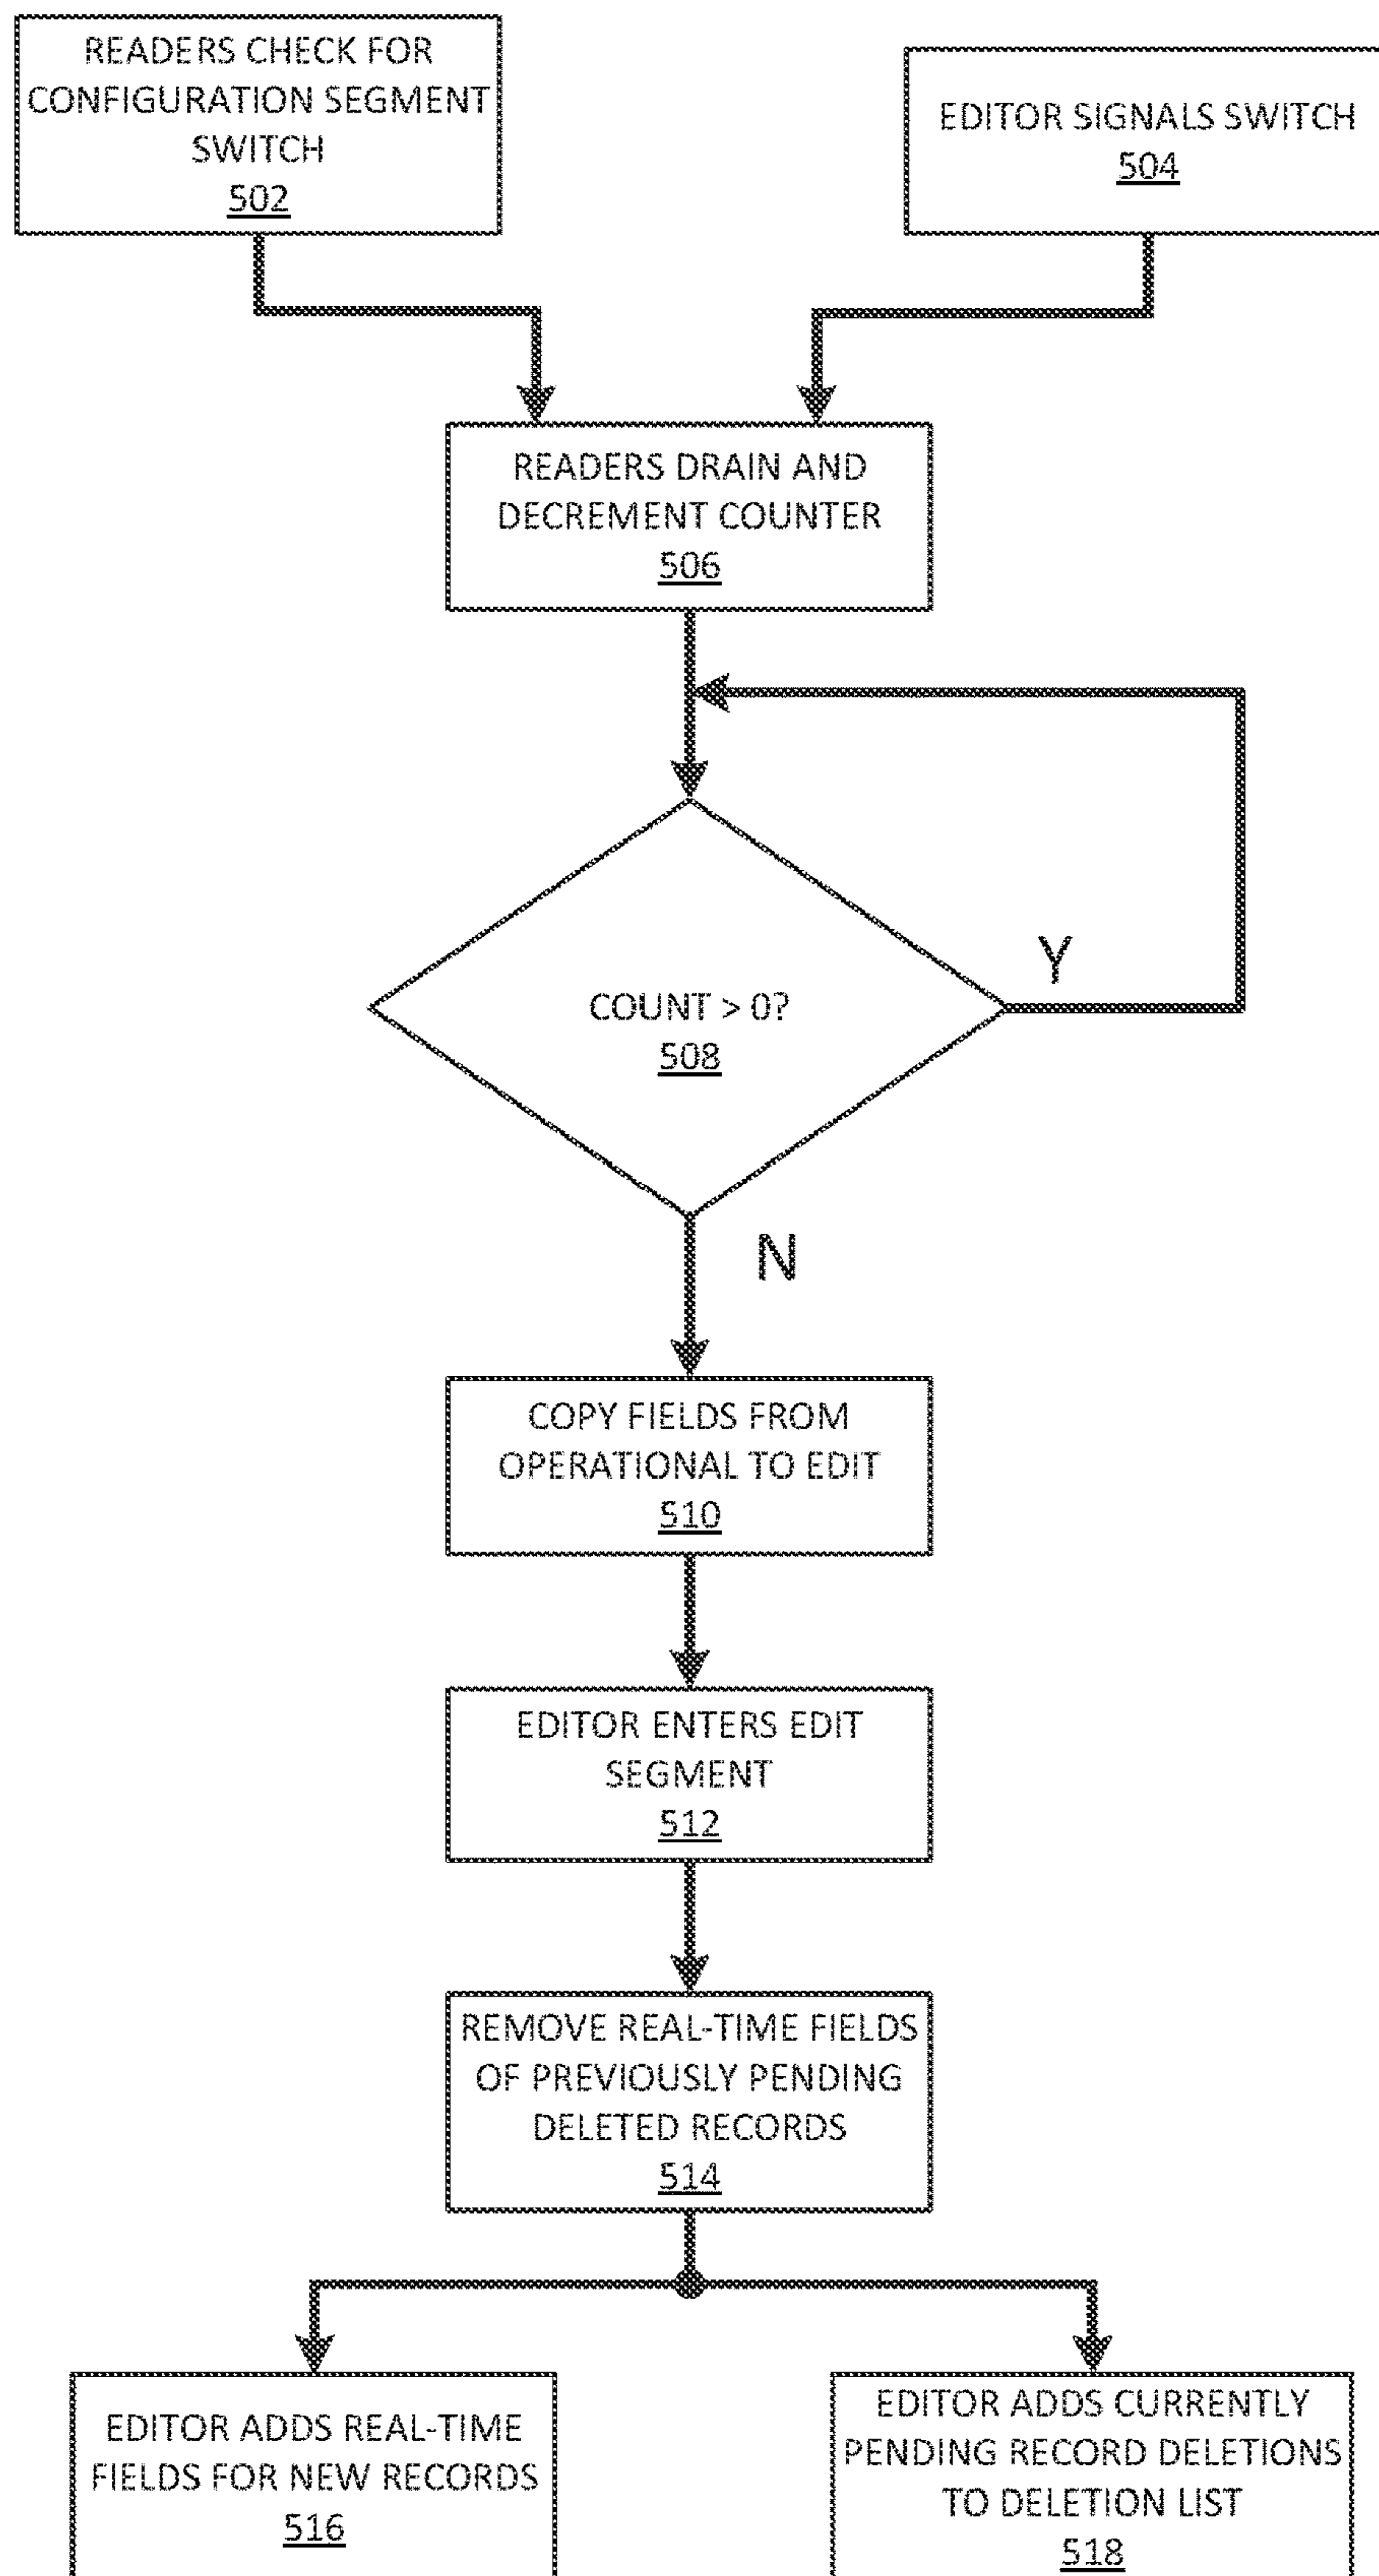 READERS CHECK FOR
CONFIGURATION SEGMENT
SWITCH
502
EDITOR SIGNALS SWITCH
504
READERS DRAIN AND
DECREMENT COUNTER
506
COUNT > 0?
508
Y
N
COPY FIELDS FROM
OPERATIONAL TO EDIT
510
EDITOR ENTERS EDIT
SEGMENT
512
REMOVE REAL-TIME FIELDS
OF PREVIOUSLY PENDING
DELETED RECORDS
514
EDITOR ADDS REAL-TIME
FIELDS FOR NEW RECORDS
516
EDITOR ADDS CURRENTLY
PENDING RECORD DELETIONS
TO DELETION LIST
518